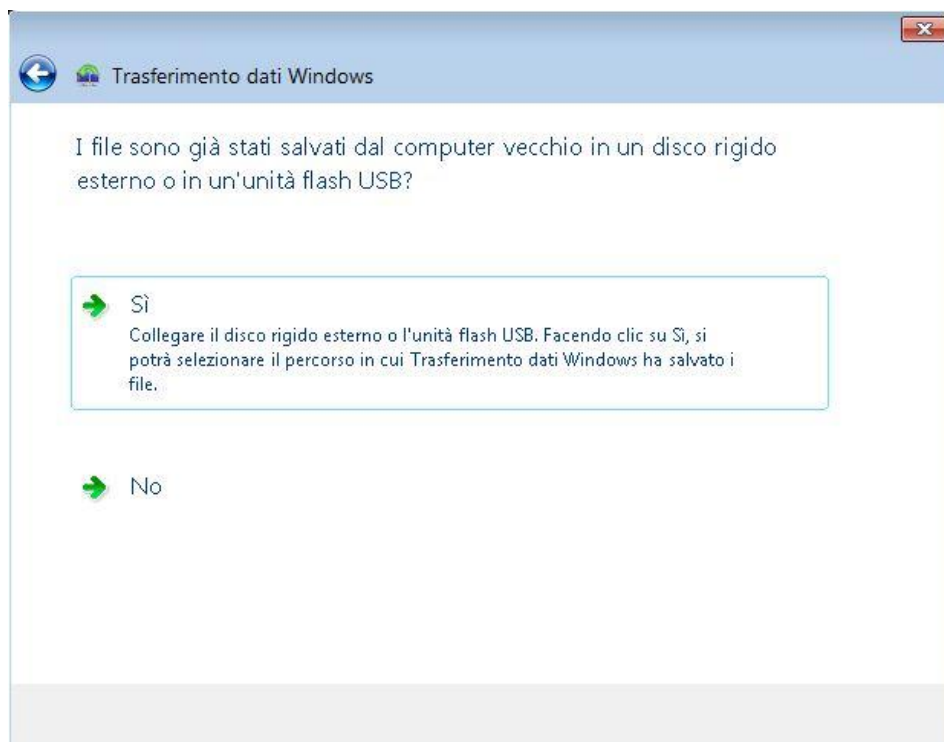 Trasferimento dati Windows
I file sono già stati salvati dal computer vecchio in un disco rigido
esterno o in un'unità flash USB?
Sì
Collegare il disco rigido esterno o l'unità flash USB. Facendo clic su Sì, si
potrà selezionare il percorso in cui Trasferimento dati Windows ha salvato i
file.
No